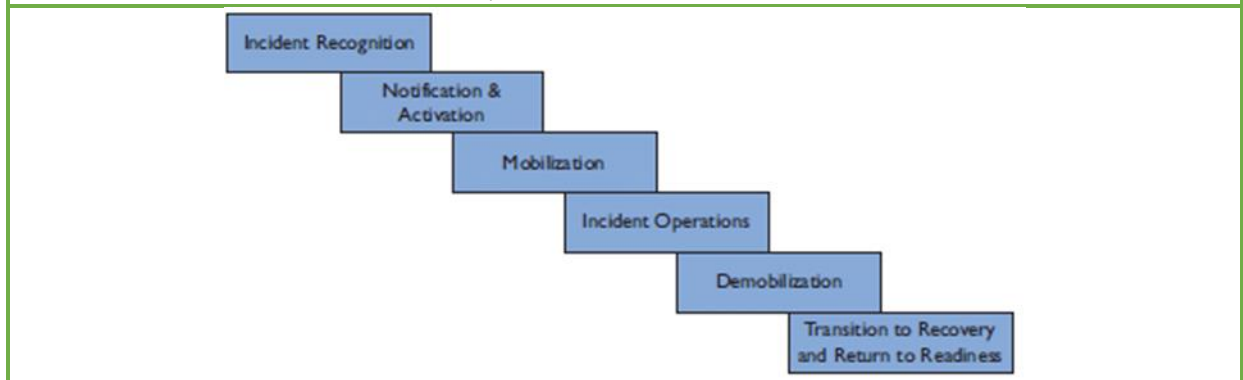 Incident Recognition
Notification &
Activation
Mobilization
Incident Operations
Demobilization
Transition to Recovery
and Return to Readiness